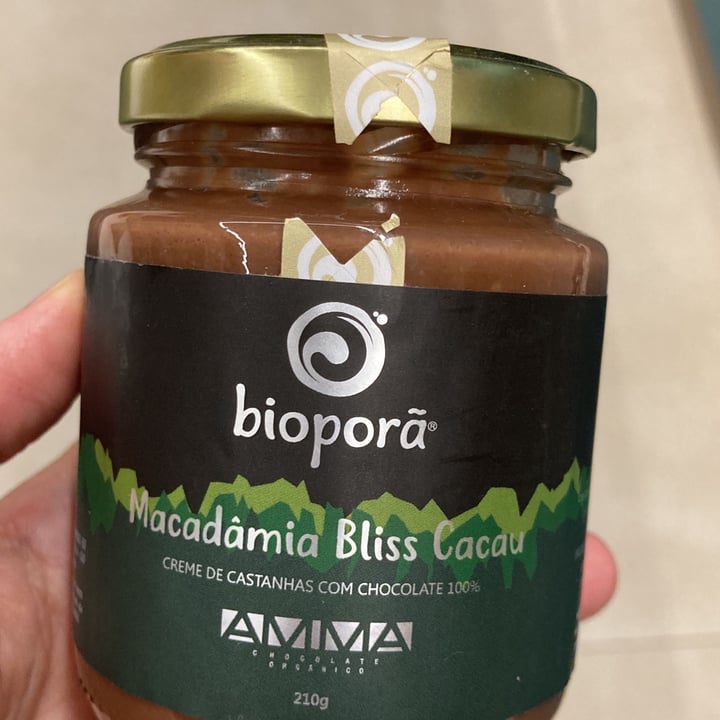 bioporã®
Macadâmia Bliss Cacau
CREME DE CASTANHAS COM CHOCOLATE 100%
AMMA
CHOCOLATE
ORGÂNICO
210g